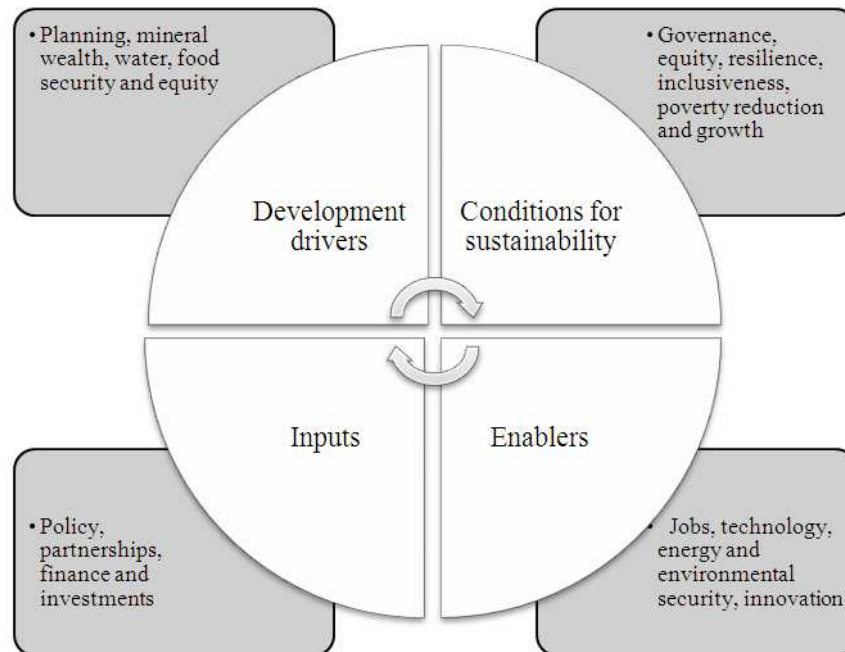 • Planning, mineral
wealth, water, food
security and equity
• Governance,
equity, resilience,
inclusiveness,
poverty reduction
and growth
Development
drivers
Conditions for
sustainability
Inputs
Enablers
• Policy,
partnerships,
finance and
investments
• Jobs, technology,
energy and
environmental
security, innovation